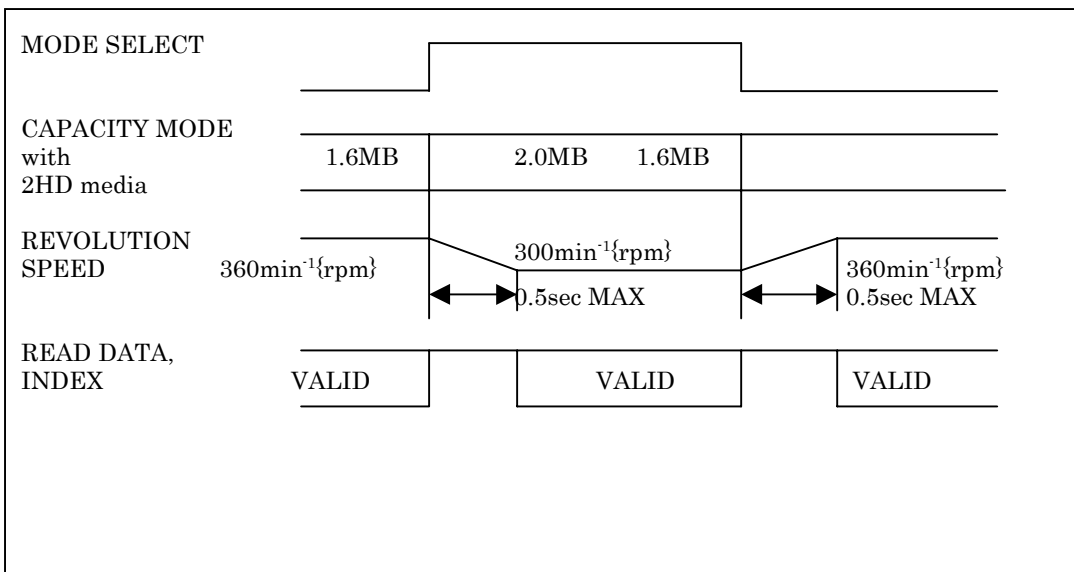 MODE SELECT
CAPACITY MODE
with
2HD media
1.6MB
2.0MB
1.6MB
REVOLUTION
SPEED
360min⁻¹{rpm}
300min⁻¹{rpm}
0.5sec MAX
360min⁻¹{rpm}
0.5sec MAX
READ DATA,
INDEX
VALID
VALID
VALID